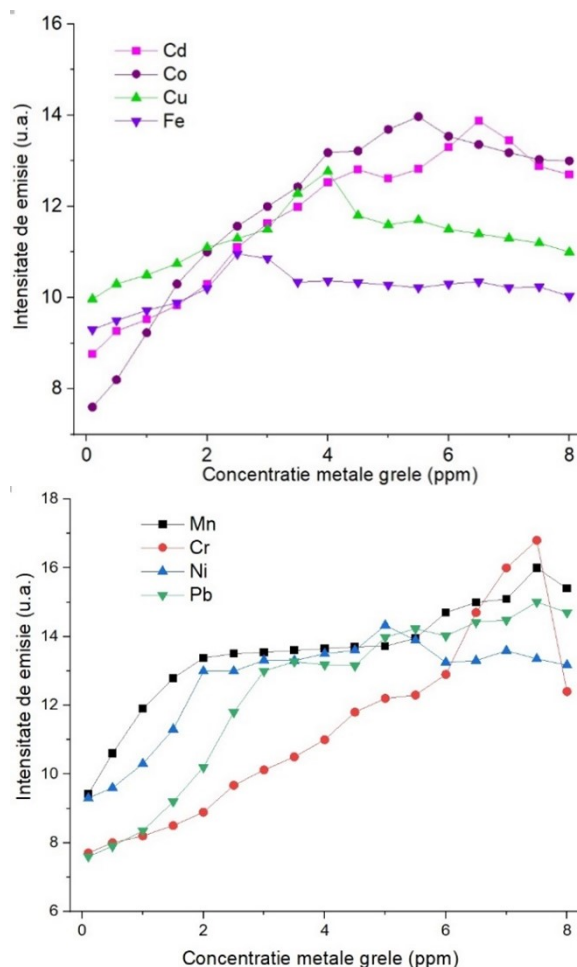 16
14
12
10
8
Intensitate de emisie (u.a.)
Cd
Co
Cu
Fe
0 2 4 6 8
Concentratie metale grele (ppm)
18
16
14
12
10
8
6
Intensitate de emisie (u.a.)
Mn
Cr
Ni
Pb
0 2 4 6 8
Concentratie metale grele (ppm)